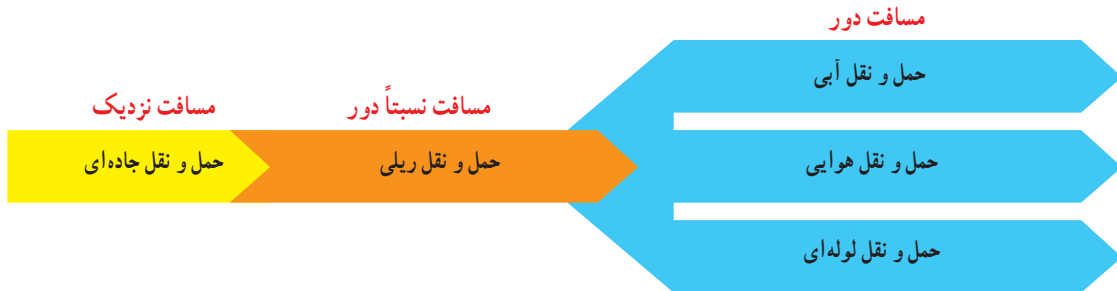 مسافت دور
حمل و نقل آبی
مسافت نزدیک
مسافت نسبتاً دور
حمل و نقل جاده‌ای
حمل و نقل ریلی
حمل و نقل هوایی
حمل و نقل لوله‌ای